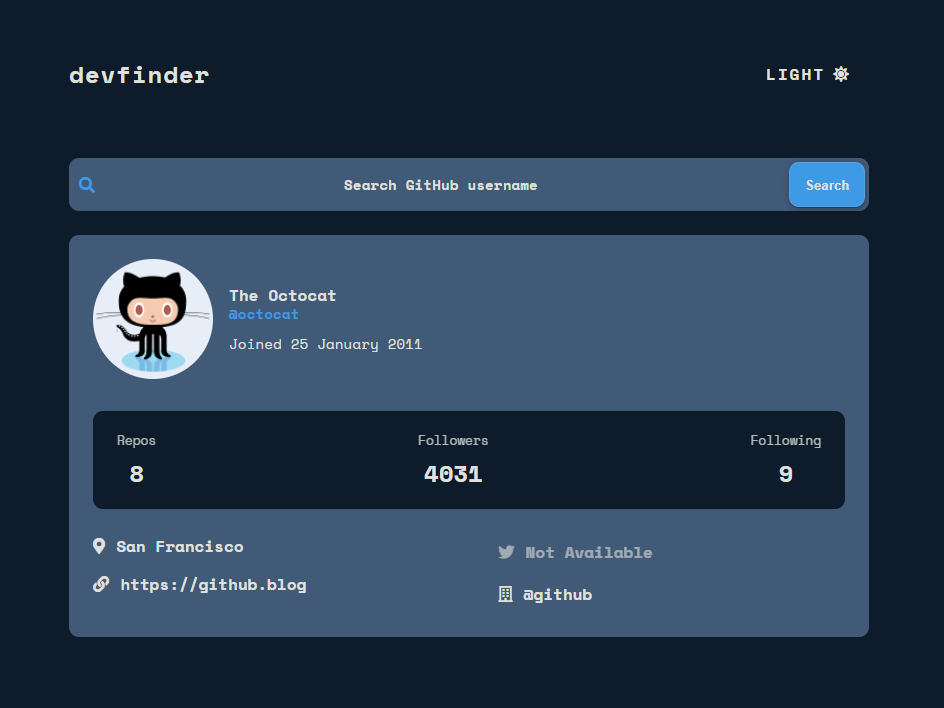 devfinder
LIGHT
Search GitHub username
Search
The Octocat
@octocat
Joined 25 January 2011
Repos
8
Followers
4031
Following
9
San Francisco
https://github.blog
Not Available
@github